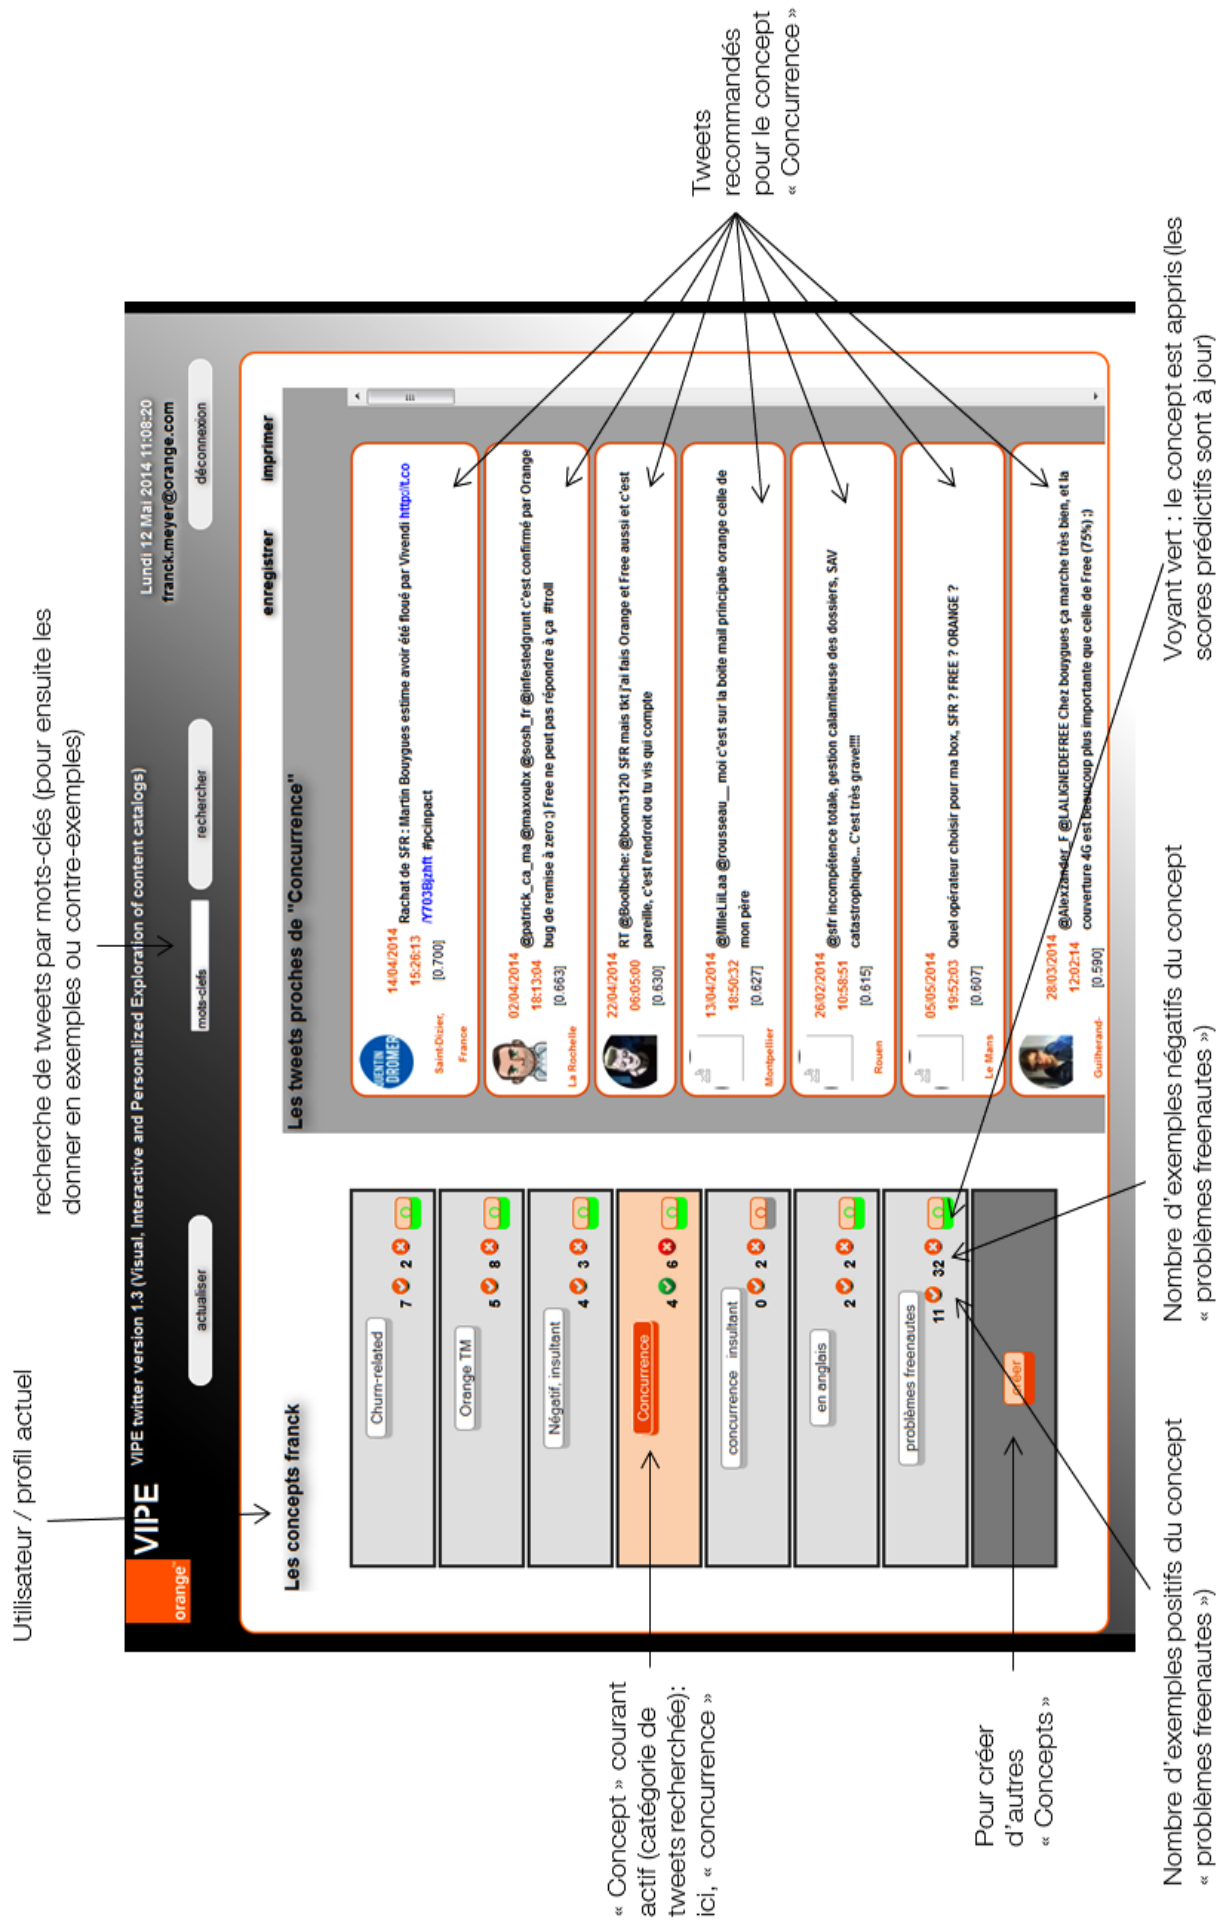 Utilisateur / profil actuel
recherche de tweets par mots-clés (pour ensuite les
donner en exemples ou contre-exemples)
orange™
VIPE VIPE twitter version 1.3 (Visual, Interactive and Personalized Exploration of content catalogs)
Lundi 12 Mai 2014 11:08:20
franck.meyer@orange.com
actualiser
mots-clefs
rechercher
déconnexion
Les concepts franck
Churn-related
7 2
Orange TM
5 8
Négatif, insultant
4 3
Concurrence
4 6
concurrence insultant
0 2
en anglais
2 2
problèmes freenautes
11 32
créer
enregistrer imprimer
Les tweets proches de "Concurrence"
QUENTIN
DROMER
Saint-Dizier,
France
14/04/2014
15:26:13
[0.700]
Rachat de SFR : Martin Bouygues estime avoir été floué par Vivendi http://t.co
/Y703Bjzhft #pcinpact
La Rochelle
02/04/2014
18:13:04
[0.663]
@patrick_ca_ma @maxoubx @sosh_fr @infestedgrunt c'est confirmé par Orange
bug de remise à zero ;) Free ne peut pas répondre à ça #troll
22/04/2014
06:05:00
[0.630]
RT @Boolbiche: @boom3120 SFR mais tkt j'ai fais Orange et Free aussi et c'est
pareille, c'est l'endroit ou tu vis qui compte
Montpellier
13/04/2014
18:50:32
[0.627]
@MlleLiiLaa @rousseau__ moi c'est sur la boite mail principale orange celle de
mon père
Rouen
26/02/2014
10:58:51
[0.615]
@sfr incompétence totale, gestion calamiteuse des dossiers, SAV
catastrophique... C'est très grave!!!!
Le Mans
05/05/2014
19:52:03
[0.607]
Quel opérateur choisir pour ma box, SFR ? FREE ? ORANGE ?
Guilherand-
28/03/2014
12:02:14
[0.590]
@Alexzander_F @LALIGNEDEFREE Chez bouygues ça marche très bien, et la
couverture 4G est beaucoup plus importante que celle de Free (75%) ;)
Tweets
recommandés
pour le concept
« Concurrence »
« Concept » courant
actif (catégorie de
tweets recherchée):
ici, « concurrence »
Pour créer
d'autres
« Concepts »
Nombre d'exemples positifs du concept
« problèmes freenautes »
Nombre d'exemples négatifs du concept
« problèmes freenautes »
Voyant vert : le concept est appris (les
scores prédictifs sont à jour)